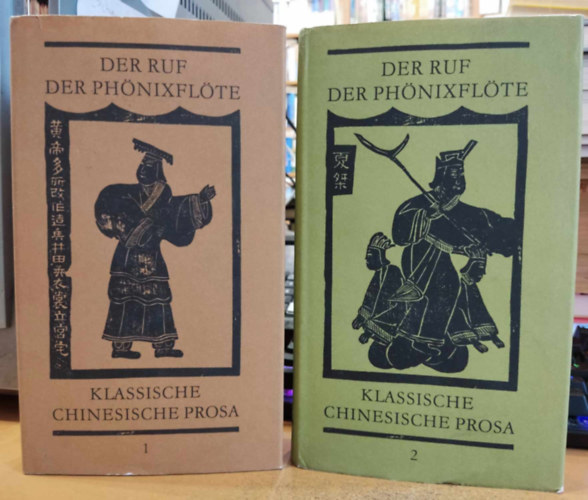 DER RUF
DER PHÖNIXFLÖTE
黃帝多所改作造兵井田垂衣裳立宮宅
KLASSISCHE
CHINESISCHE PROSA
1
DER RUF
DER PHÖNIXFLÖTE
夏桀
KLASSISCHE
CHINESISCHE PROSA
2